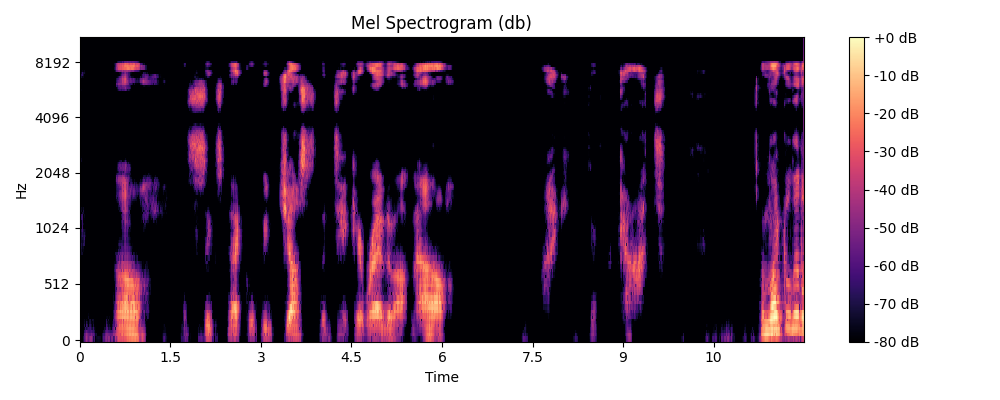 Mel Spectrogram (db)
8192
4096
2048
1024
512
0
Hz
0 1.5 3 4.5 6 7.5 9 10
Time
+0 dB
-10 dB
-20 dB
-30 dB
-40 dB
-50 dB
-60 dB
-70 dB
-80 dB